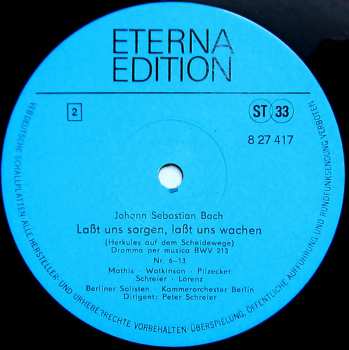 ETERNA
EDITION
2
ST 33
8 27 417
Johann Sebastian Bach
Laßt uns sorgen, laßt uns wachen
(Herkules auf dem Scheidewege)
Dramma per musica BWV 213
Nr. 6–13
Mathis · Watkinson · Pilzecker
Schreier · Lorenz
Berliner Solisten · Kammerorchester Berlin
Dirigent: Peter Schreier
VEB DEUTSCHE SCHALLPLATTEN ALLE HERSTELLER- UND URHEBERRECHTE VORBEHALTEN·ÜBERSPIELUNG, ÖFFENTLICHE AUFFÜHRUNG UND RUNDFUNKSENDUNG VERBOTEN